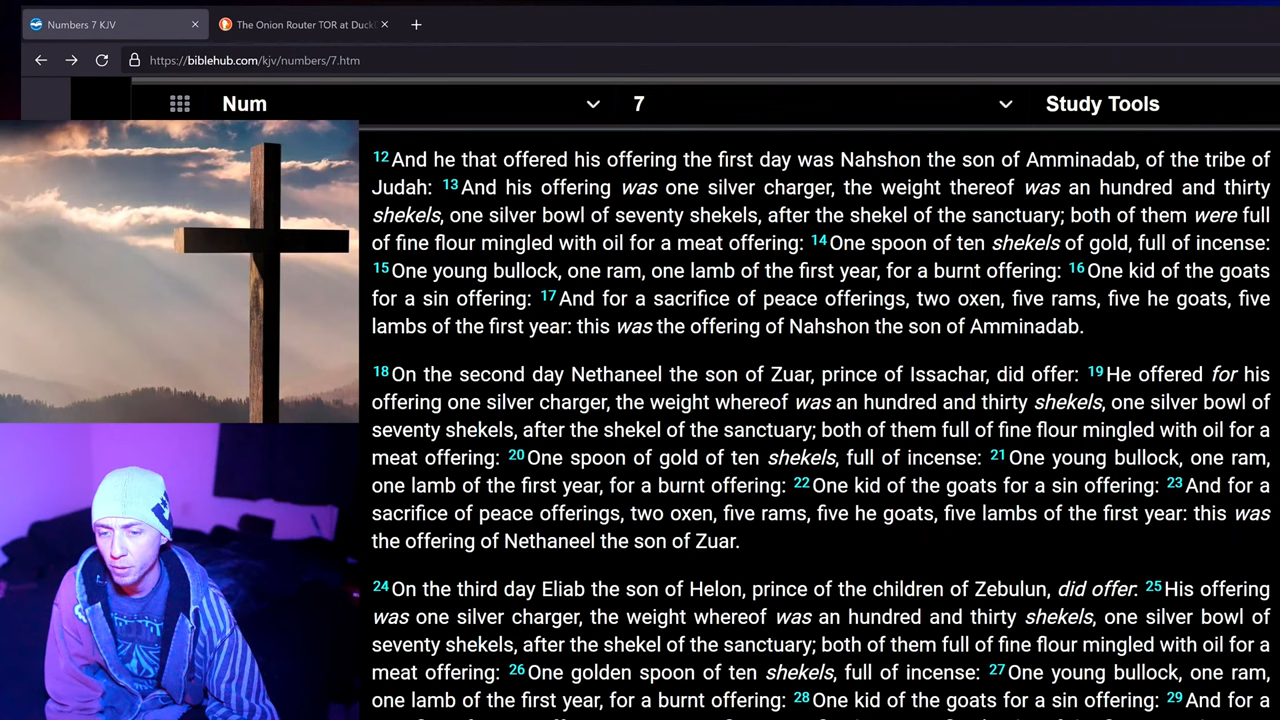 Numbers 7 KJV
The Onion Router TOR at Duck
https://biblehub.com/kjv/numbers/7.htm
Num 7 Study Tools
12 And he that offered his offering the first day was Nahshon the son of Amminadab, of the tribe of
Judah: 13 And his offering was one silver charger, the weight thereof was an hundred and thirty
shekels, one silver bowl of seventy shekels, after the shekel of the sanctuary; both of them were full
of fine flour mingled with oil for a meat offering: 14 One spoon of ten shekels of gold, full of incense:
15 One young bullock, one ram, one lamb of the first year, for a burnt offering: 16 One kid of the goats
for a sin offering: 17 And for a sacrifice of peace offerings, two oxen, five rams, five he goats, five
lambs of the first year: this was the offering of Nahshon the son of Amminadab.
18 On the second day Nethaneel the son of Zuar, prince of Issachar, did offer: 19 He offered for his
offering one silver charger, the weight whereof was an hundred and thirty shekels, one silver bowl of
seventy shekels, after the shekel of the sanctuary; both of them full of fine flour mingled with oil for a
meat offering: 20 One spoon of gold of ten shekels, full of incense: 21 One young bullock, one ram,
one lamb of the first year, for a burnt offering: 22 One kid of the goats for a sin offering: 23 And for a
sacrifice of peace offerings, two oxen, five rams, five he goats, five lambs of the first year: this was
the offering of Nethaneel the son of Zuar.
24 On the third day Eliab the son of Helon, prince of the children of Zebulun, did offer: 25 His offering
was one silver charger, the weight whereof was an hundred and thirty shekels, one silver bowl of
seventy shekels, after the shekel of the sanctuary; both of them full of fine flour mingled with oil for a
meat offering: 26 One golden spoon of ten shekels, full of incense: 27 One young bullock, one ram,
one lamb of the first year, for a burnt offering: 28 One kid of the goats for a sin offering: 29 And for a